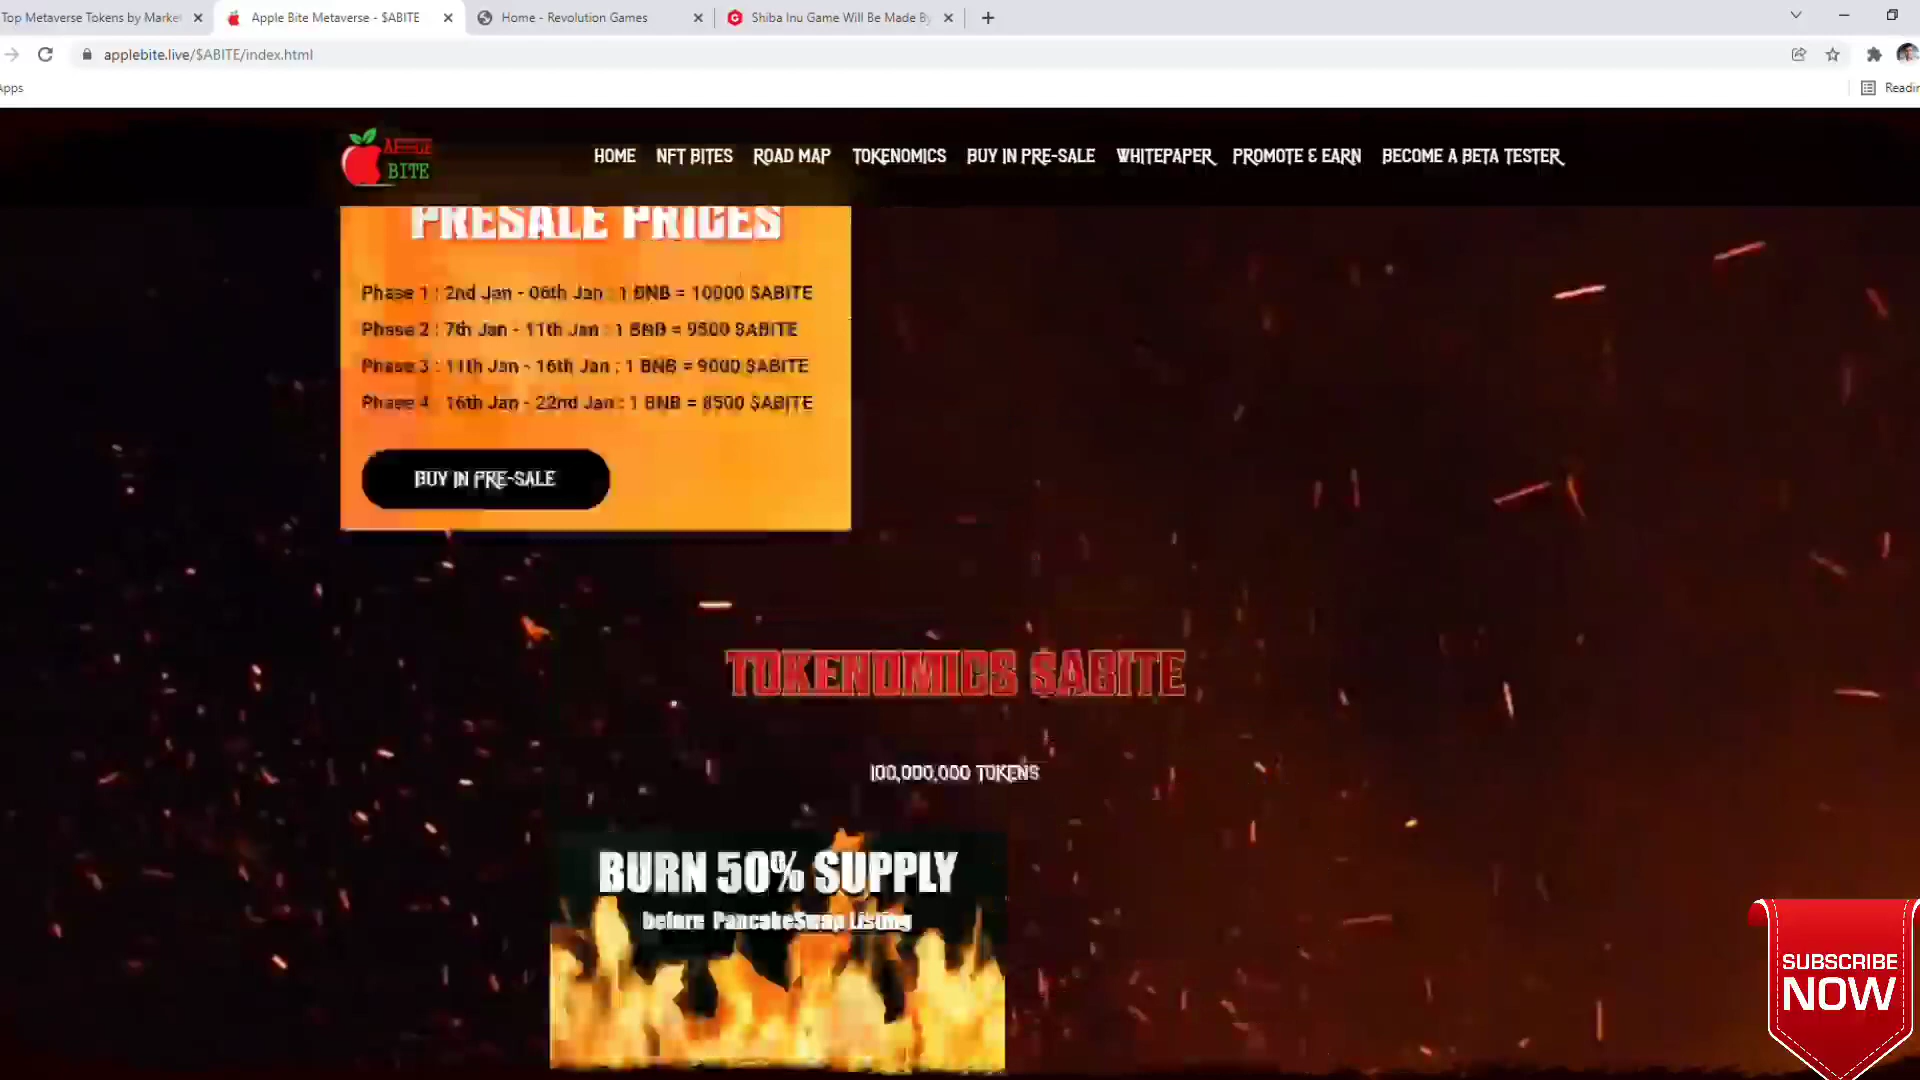 Top Metaverse Tokens by Marke
Apple Bite Metaverse - $ABITE
Home - Revolution Games
Shiba Inu Game Will Be Made By
applebite.live/$ABITE/index.html
Apps
Readin
APPLE
BITE
HOME
NFT BITES
ROAD MAP
TOKENOMICS
BUY IN PRE-SALE
WHITEPAPER
PROMOTE & EARN
BECOME A BETA TESTER
PRESALE PRICES
Phase 1 : 2nd Jan - 06th Jan : 1 BNB = 10000 $ABITE
Phase 2 : 7th Jan - 11th Jan : 1 BNB = 9500 $ABITE
Phase 3 : 11th Jan - 16th Jan : 1 BNB = 9000 $ABITE
Phase 4 : 16th Jan - 22nd Jan : 1 BNB = 8500 $ABITE
BUY IN PRE-SALE
TOKENOMICS $ABITE
100,000,000 TOKENS
BURN 50% SUPPLY
before PancakeSwap Listing
SUBSCRIBE
NOW